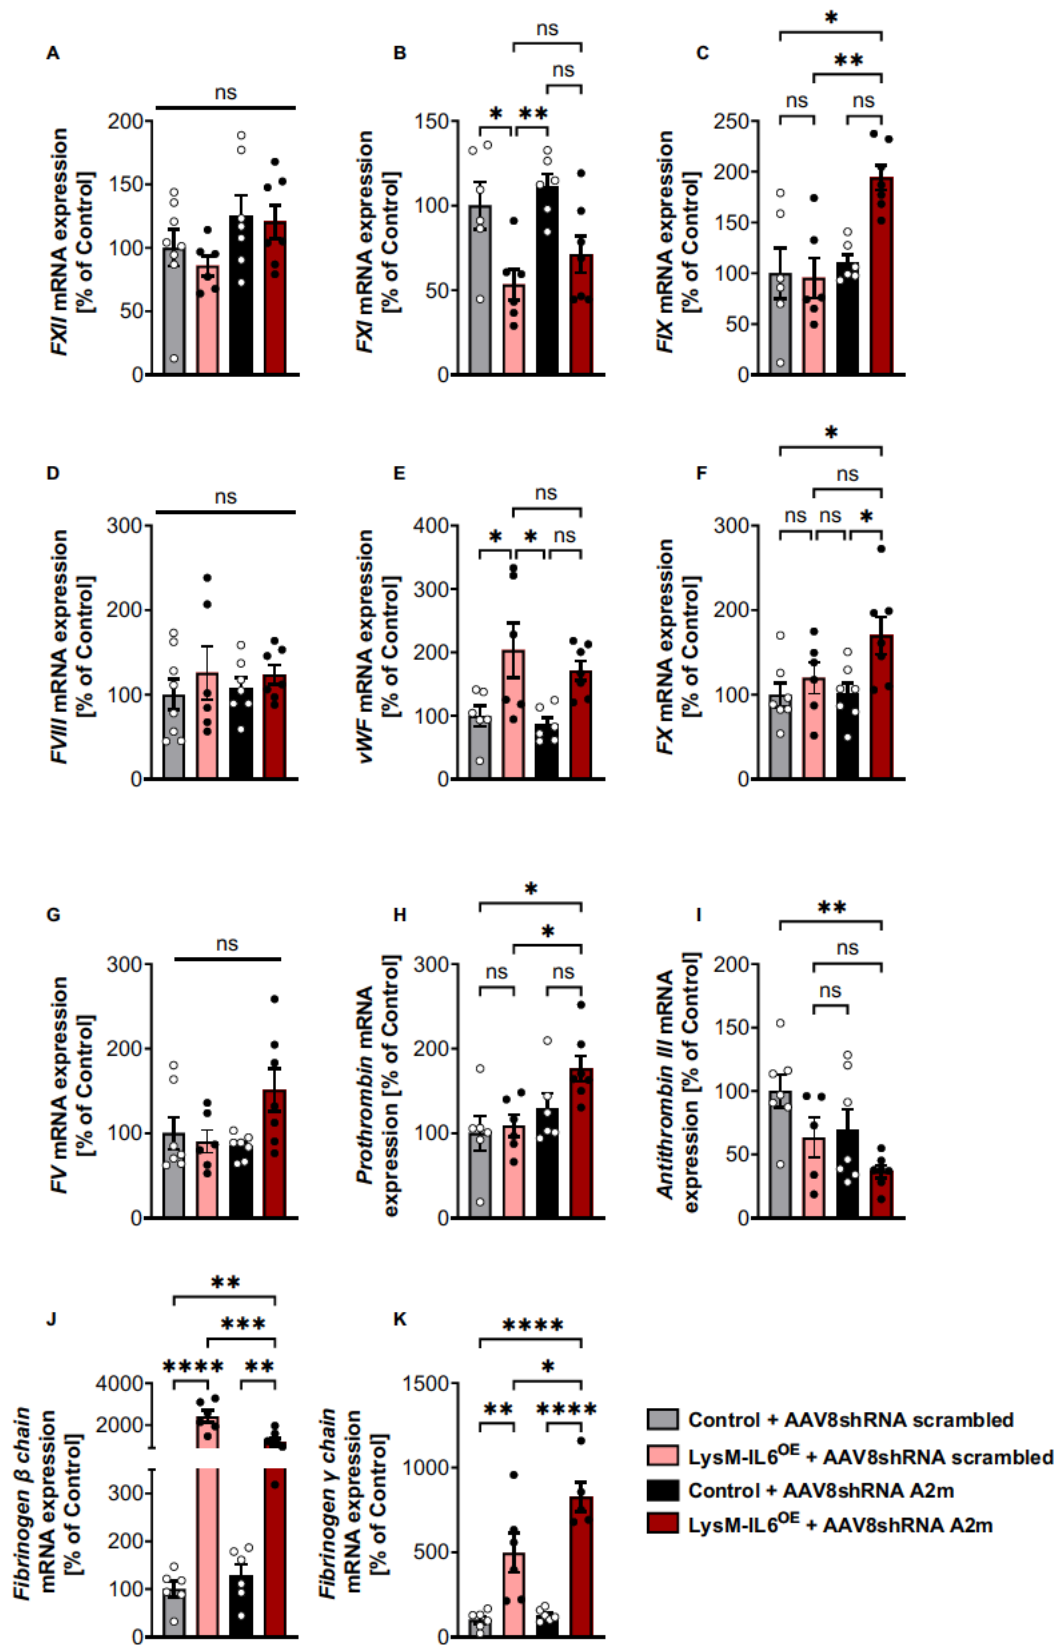 A
ns
FXII mRNA expression
[% of Control]
200
150
100
50
0
B
ns
ns
* **
FXI mRNA expression
[% of Control]
150
100
50
0
C
*
**
ns ns
FIX mRNA expression
[% of Control]
250
200
150
100
50
0
D
ns
FVIII mRNA expression
[% of Control]
300
200
100
0
E
ns
* * ns
vWF mRNA expression
[% of Control]
400
300
200
100
0
F
*
ns
ns ns *
FX mRNA expression
[% of Control]
300
200
100
0
G
ns
FV mRNA expression
[% of Control]
300
200
100
0
H
*
*
ns ns
Prothrombin mRNA
expression [% of Control]
300
200
100
0
I
**
ns
ns
Antithrombin III mRNA
expression [% of Control]
200
150
100
50
0
J
**
***
**** **
Fibrinogen β chain
mRNA expression
[% of Control]
4000
2000
300
200
100
0
K
****
*
** ****
Fibrinogen γ chain
mRNA expression
[% of Control]
1500
1000
500
0
Control + AAV8shRNA scrambled
LysM-IL6OE + AAV8shRNA scrambled
Control + AAV8shRNA A2m
LysM-IL6OE + AAV8shRNA A2m